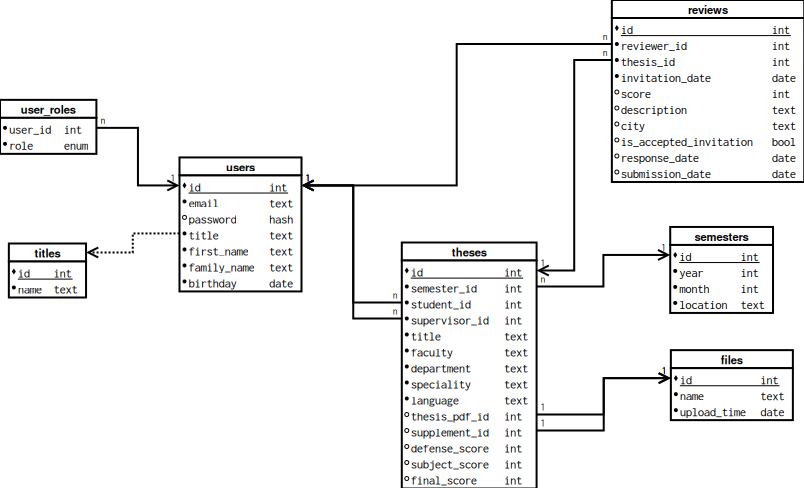 reviews
id int
reviewer_id int
thesis_id int
invitation_date date
score int
description text
city text
is_accepted_invitation bool
response_date date
submission_date date
n
n
user_roles
user_id int
role enum
n
1
users
id int
email text
password hash
title text
first_name text
family_name text
birthday date
1
titles
id int
name text
theses
id int
semester_id int
student_id int
supervisor_id int
title text
faculty text
department text
speciality text
language text
thesis_pdf_id int
supplement_id int
defense_score int
subject_score int
final_score int
n
n
1
n
1
1
semesters
id int
year int
month int
location text
1
files
id int
name text
upload_time date
1